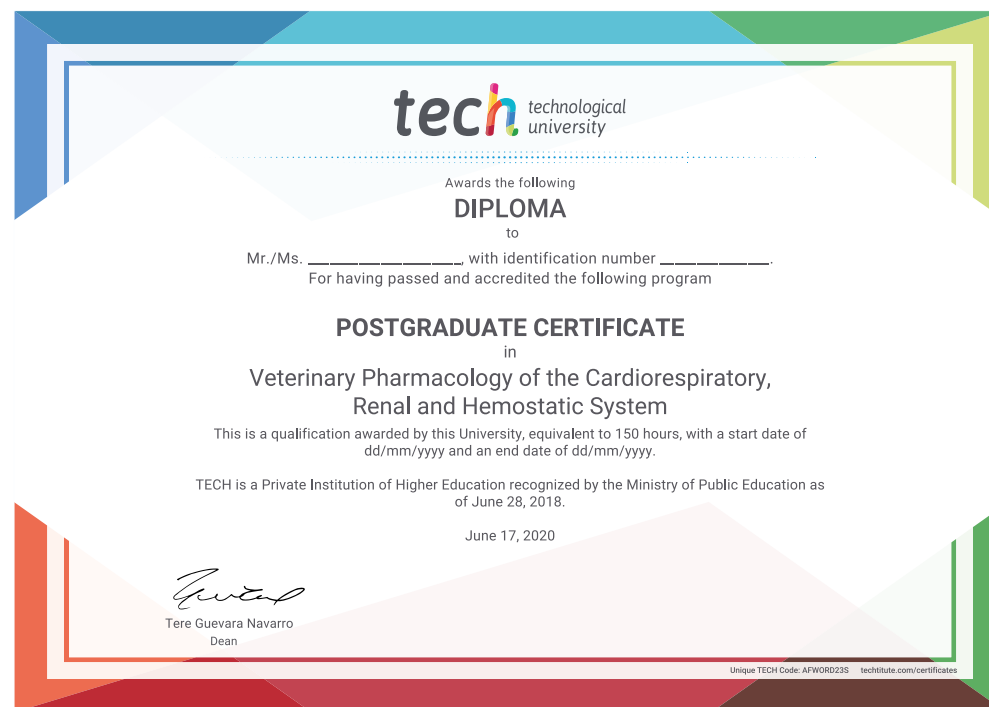 tech technological
university
Awards the following
DIPLOMA
to
Mr./Ms. ____________________, with identification number ______________.
For having passed and accredited the following program
POSTGRADUATE CERTIFICATE
in
Veterinary Pharmacology of the Cardiorespiratory,
Renal and Hemostatic System
This is a qualification awarded by this University, equivalent to 150 hours, with a start date of
dd/mm/yyyy and an end date of dd/mm/yyyy.
TECH is a Private Institution of Higher Education recognized by the Ministry of Public Education as
of June 28, 2018.
June 17, 2020
Tere Guevara Navarro
Dean
Unique TECH Code: AFWORD23S techtitute.com/certificates